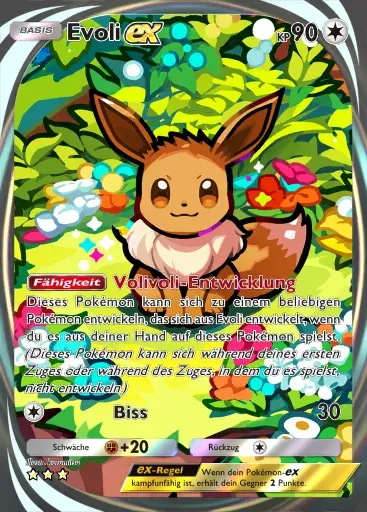 BASIS Evoli ex KP 90
Fähigkeit Volivoli-Entwicklung
Dieses Pokémon kann sich zu einem beliebigen
Pokémon entwickeln, das sich aus Evoli entwickelt, wenn
du es aus deiner Hand auf dieses Pokémon spielst.
(Dieses Pokémon kann sich während deines ersten
Zuges oder während des Zuges, in dem du es spielst,
nicht entwickeln.)
Biss 30
Schwäche +20 Rückzug
ex-Regel Wenn dein Pokémon-ex
kampfunfähig ist, erhält dein Gegner 2 Punkte.